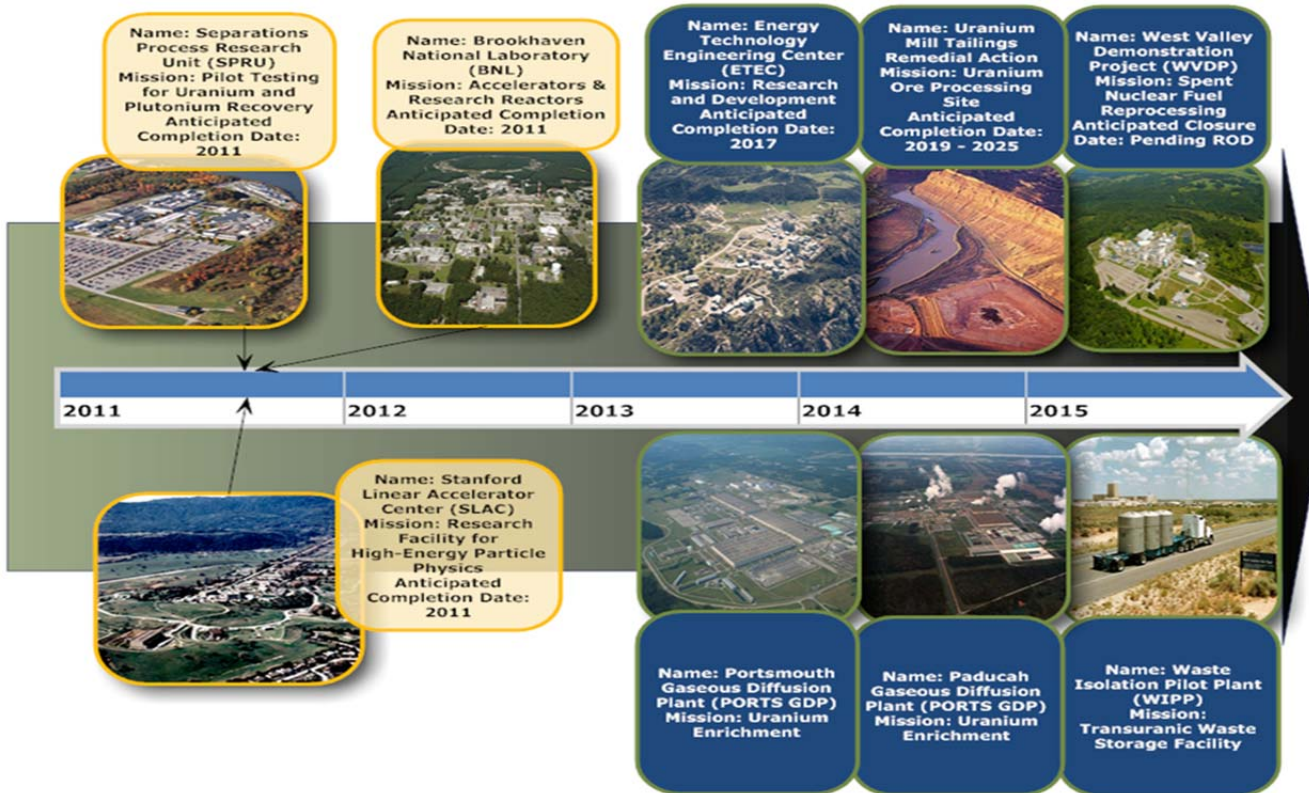 Name: Separations
Process Research
Unit (SPRU)
Mission: Pilot Testing
for Uranium and
Plutonium Recovery
Anticipated
Completion Date:
2011
Name: Brookhaven
National Laboratory
(BNL)
Mission: Accelerators &
Research Reactors
Anticipated Completion
Date: 2011
Name: Energy
Technology
Engineering Center
(ETEC)
Mission: Research
and Development
Anticipated
Completion Date:
2017
Name: Uranium
Mill Tailings
Remedial Action
Mission: Uranium
Ore Processing
Site
Anticipated
Completion Date:
2019 - 2025
Name: West Valley
Demonstration
Project (WVDP)
Mission: Spent
Nuclear Fuel
Reprocessing
Anticipated Closure
Date: Pending ROD
2011 2012 2013 2014 2015
Name: Stanford
Linear Accelerator
Center (SLAC)
Mission: Research
Facility for
High-Energy Particle
Physics
Anticipated
Completion Date:
2011
Name: Portsmouth
Gaseous Diffusion
Plant (PORTS GDP)
Mission: Uranium
Enrichment
Name: Paducah
Gaseous Diffusion
Plant (PORTS GDP)
Mission: Uranium
Enrichment
Name: Waste
Isolation Pilot Plant
(WIPP)
Mission:
Transuranic Waste
Storage Facility